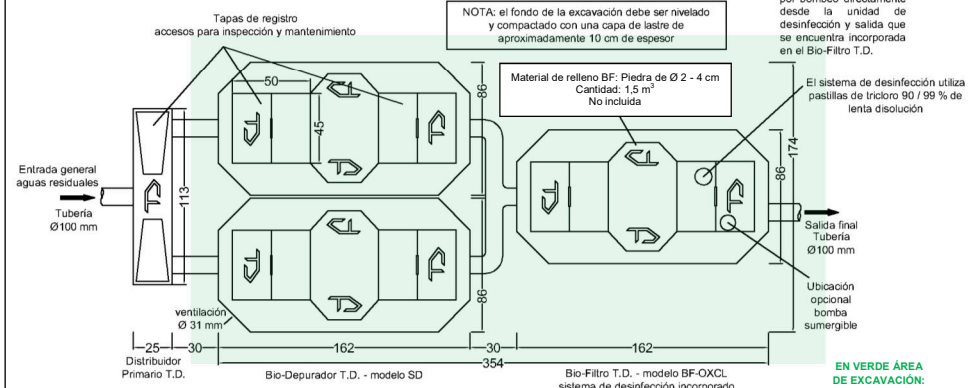 Tapas de registro
accesos para inspección y mantenimiento
NOTA: el fondo de la excavación debe ser nivelado
y compactado con una capa de lastre de
aproximadamente 10 cm de espesor
por bombeo directamente
desde la unidad de
desinfección y salida que
se encuentra incorporada
en el Bio-Filtro T.D.
Material de relleno BF: Piedra de Ø 2 - 4 cm
Cantidad: 1,5 m³
No incluida
El sistema de desinfección utiliza
pastillas de tricloro 90 / 99 % de
lenta disolución
50
45
86
86
174
86
113
Entrada general
aguas residuales
Tubería
Ø100 mm
Salida final
Tubería
Ø100 mm
Ubicación
opcional
bomba
sumergible
ventilación
Ø 31 mm
25
30
162
30
162
354
Distribuidor
Primario T.D.
Bio-Depurador T.D. - modelo SD
Bio-Filtro T.D. - modelo BF-OXCL
sistema de desinfección incorporado
EN VERDE ÁREA
DE EXCAVACIÓN: